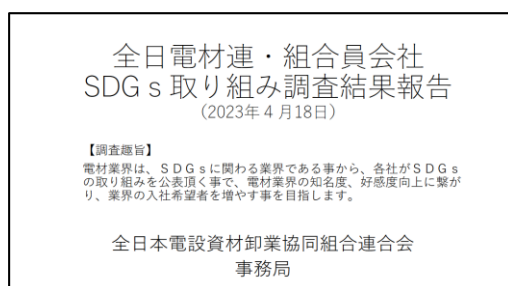 全日電材連・組合員会社
SDGｓ取り組み調査結果報告
（2023年４月18日）
【調査趣旨】
電材業界は、ＳＤＧｓに関わる業界である事から、各社がＳＤＧｓ
の取り組みを公表頂く事で、電材業界の知名度、好感度向上に繋が
り、業界の入社希望者を増やす事を目指します。
全日本電設資材卸業協同組合連合会
事務局